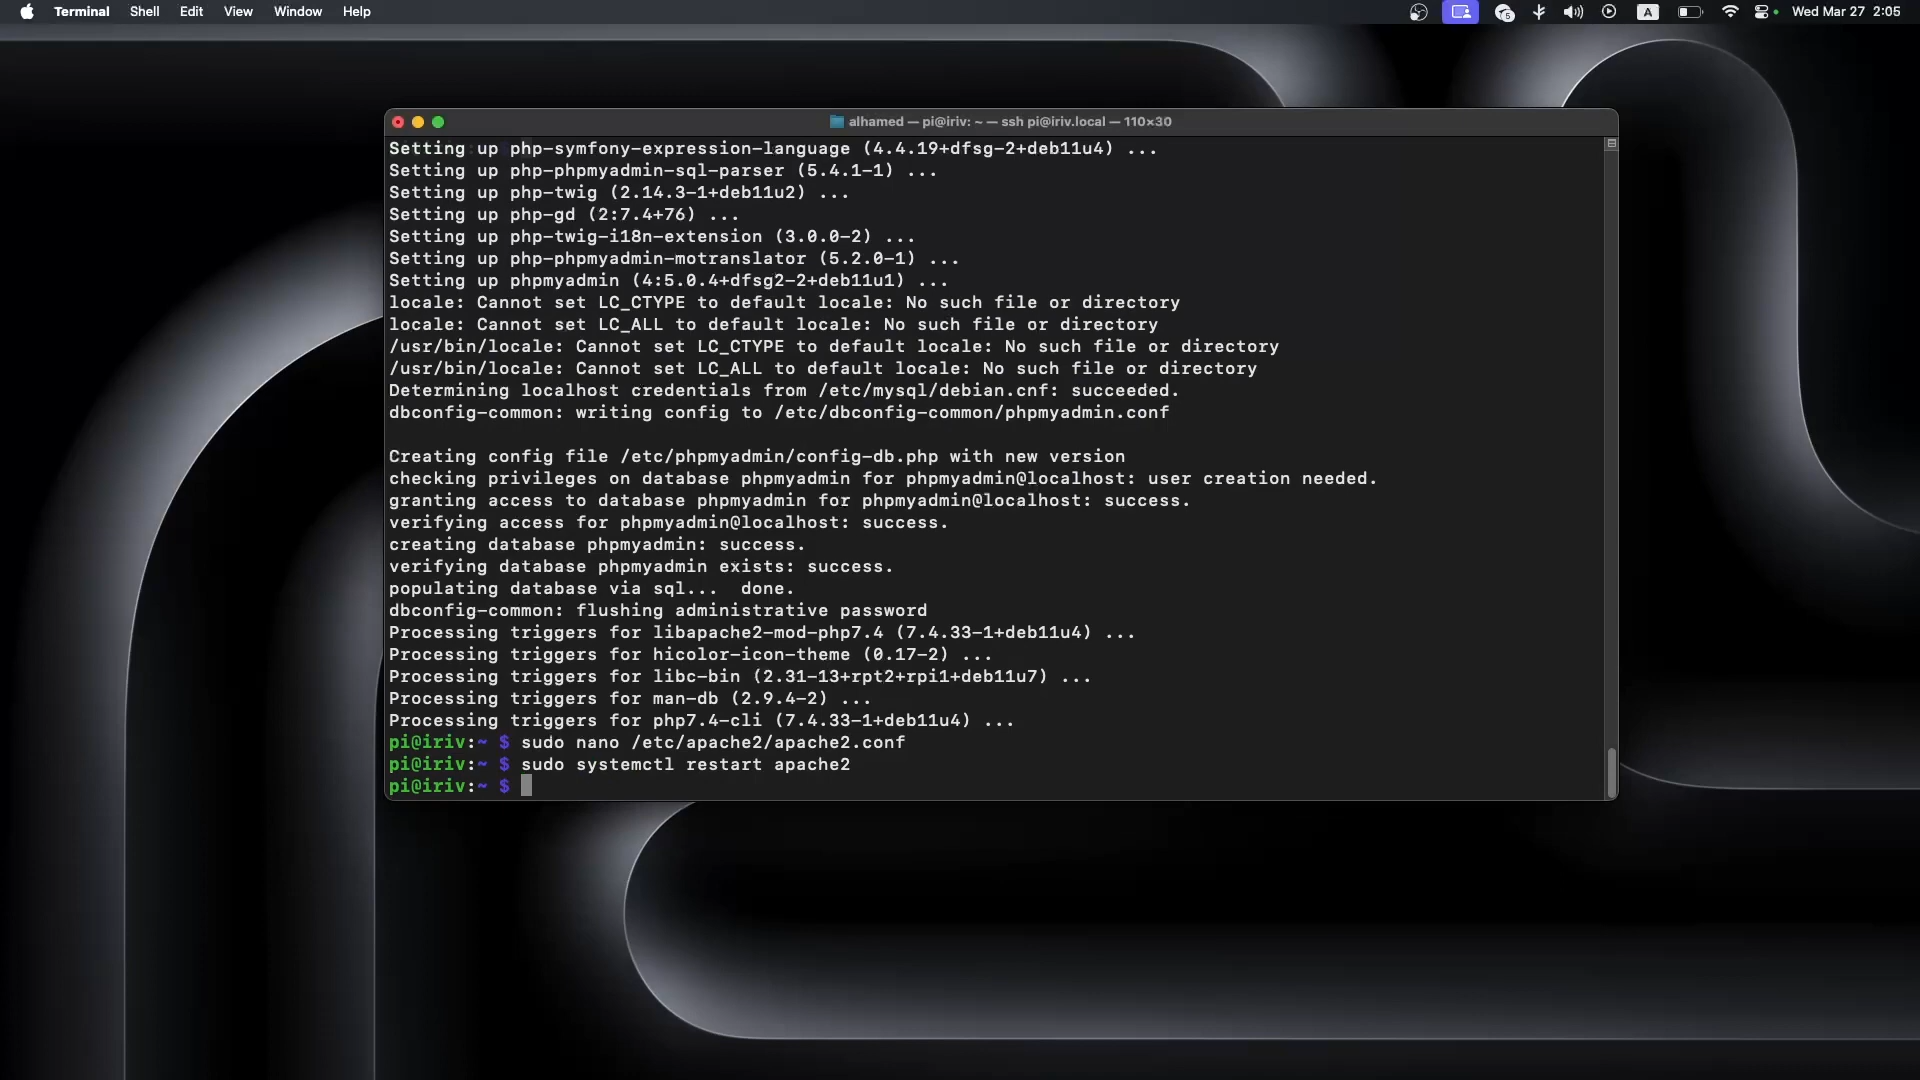 Terminal Shell Edit View Window Help
5 A Wed Mar 27 2:05
alhamed — pi@iriv: ~ — ssh pi@iriv.local — 110×30
Setting up php-symfony-expression-language (4.4.19+dfsg-2+deb11u4) ...
Setting up php-phpmyadmin-sql-parser (5.4.1-1) ...
Setting up php-twig (2.14.3-1+deb11u2) ...
Setting up php-gd (2:7.4+76) ...
Setting up php-twig-i18n-extension (3.0.0-2) ...
Setting up php-phpmyadmin-motranslator (5.2.0-1) ...
Setting up phpmyadmin (4:5.0.4+dfsg2-2+deb11u1) ...
locale: Cannot set LC_CTYPE to default locale: No such file or directory
locale: Cannot set LC_ALL to default locale: No such file or directory
/usr/bin/locale: Cannot set LC_CTYPE to default locale: No such file or directory
/usr/bin/locale: Cannot set LC_ALL to default locale: No such file or directory
Determining localhost credentials from /etc/mysql/debian.cnf: succeeded.
dbconfig-common: writing config to /etc/dbconfig-common/phpmyadmin.conf
Creating config file /etc/phpmyadmin/config-db.php with new version
checking privileges on database phpmyadmin for phpmyadmin@localhost: user creation needed.
granting access to database phpmyadmin for phpmyadmin@localhost: success.
verifying access for phpmyadmin@localhost: success.
creating database phpmyadmin: success.
verifying database phpmyadmin exists: success.
populating database via sql...  done.
dbconfig-common: flushing administrative password
Processing triggers for libapache2-mod-php7.4 (7.4.33-1+deb11u4) ...
Processing triggers for hicolor-icon-theme (0.17-2) ...
Processing triggers for libc-bin (2.31-13+rpt2+rpi1+deb11u7) ...
Processing triggers for man-db (2.9.4-2) ...
Processing triggers for php7.4-cli (7.4.33-1+deb11u4) ...
pi@iriv:~ $ sudo nano /etc/apache2/apache2.conf
pi@iriv:~ $ sudo systemctl restart apache2
pi@iriv:~ $